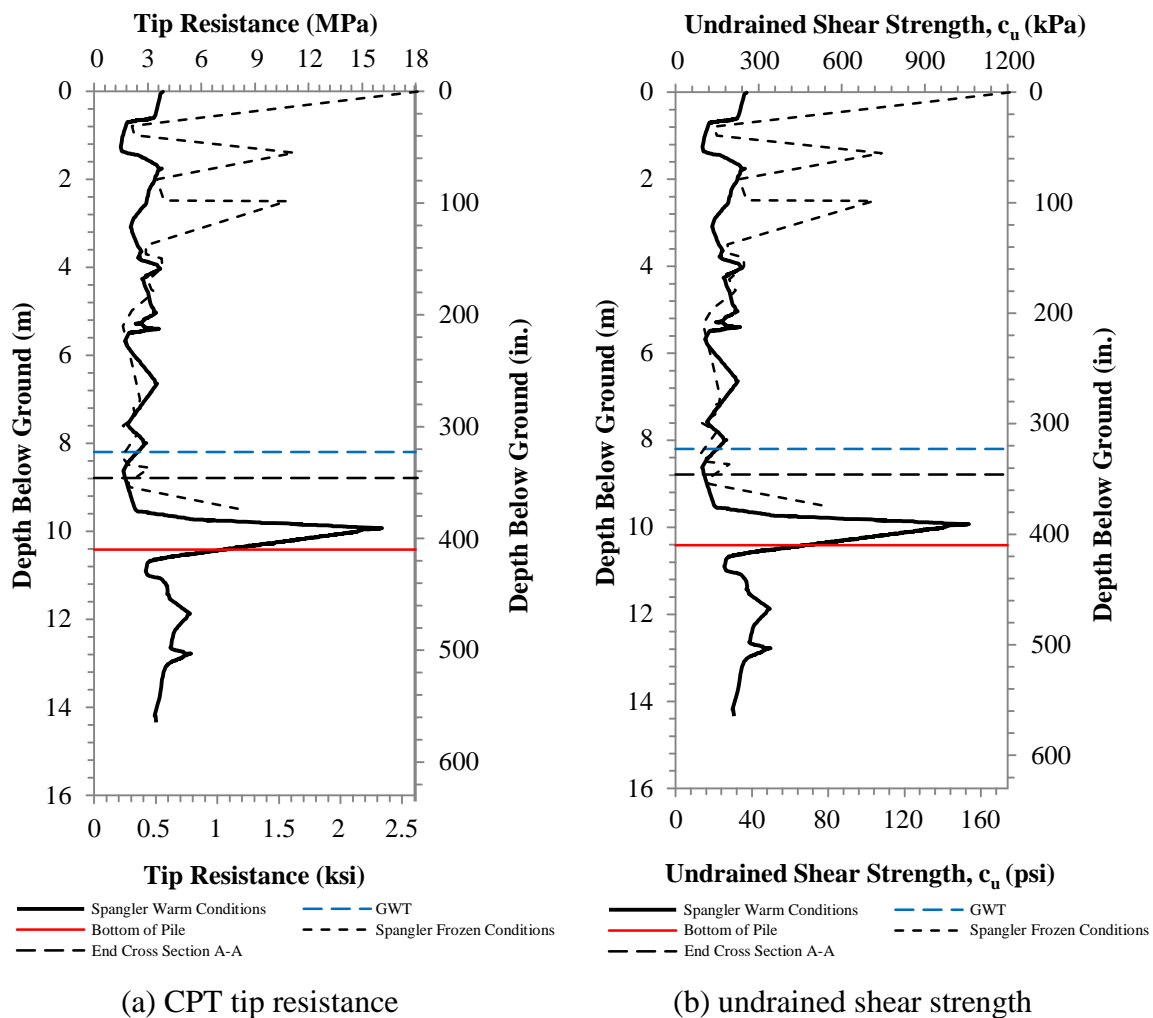 Tip Resistance (MPa)
0 3 6 9 12 15 18
0
2
4
6
8
10
12
14
16
Depth Below Ground (m)
0
100
200
300
400
500
600
Depth Below Ground (in.)
0 0.5 1 1.5 2 2.5
Tip Resistance (ksi)
Spangler Warm Conditions
GWT
Bottom of Pile
Spangler Frozen Conditions
End Cross Section A-A
(a) CPT tip resistance
Undrained Shear Strength, cᵤ (kPa)
0 300 600 900 1200
0
2
4
6
8
10
12
14
16
Depth Below Ground (m)
0
100
200
300
400
500
600
Depth Below Ground (in.)
0 40 80 120 160
Undrained Shear Strength, cᵤ (psi)
Spangler Warm Conditions
GWT
Bottom of Pile
Spangler Frozen Conditions
End Cross Section A-A
(b) undrained shear strength